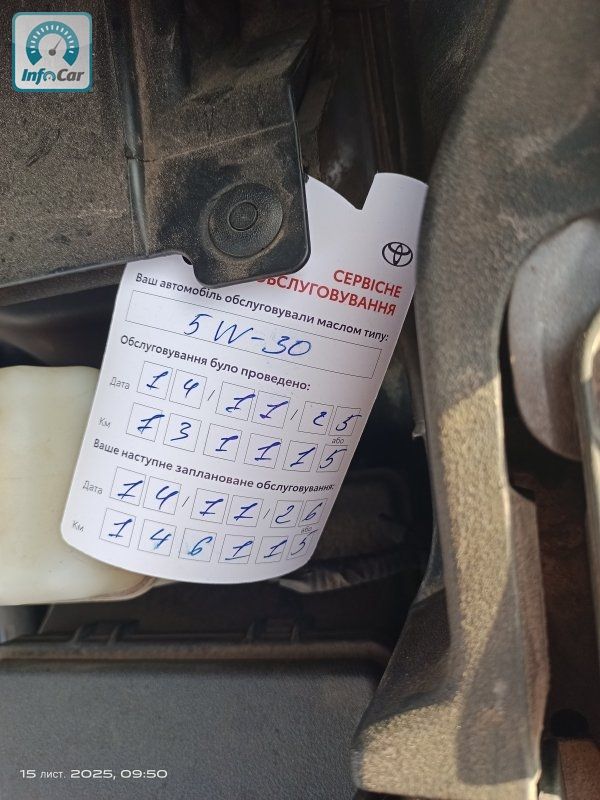 InfoCar
СЕРВІСНЕ
ОБСЛУГОВУВАННЯ
Ваш автомобіль обслуговували маслом типу:
5W-30
Обслуговування було проведено:
Дата 14/11/25
або
Км 131115
Ваше наступне заплановане обслуговування:
Дата 14/11/26
або
Км 146115
15 лист. 2025, 09:50